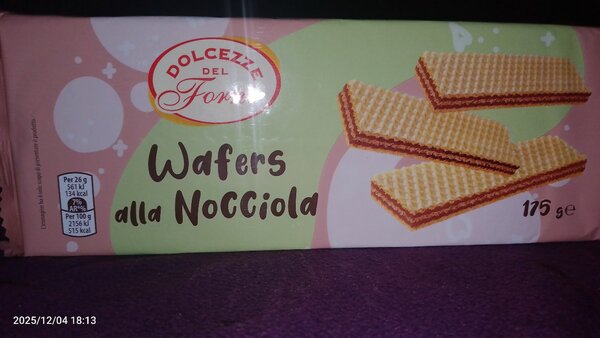 DOLCEZZE
DEL
Forno
Wafers
alla Nocciola
Per 26 g
561 kJ
134 kcal
7%
AR*%
Per 100 g
2156 kJ
515 kcal
175 g e
2025/12/04 18:13